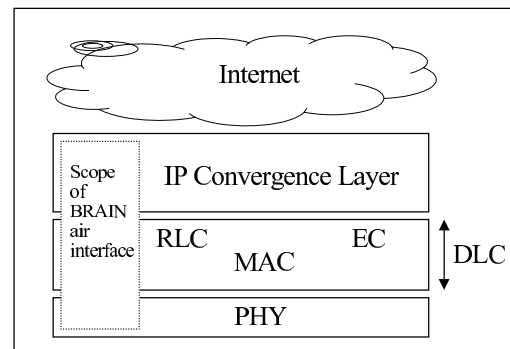 Internet
Scope
of
BRAIN
air
interface
IP Convergence Layer
RLC
EC
MAC
DLC
PHY